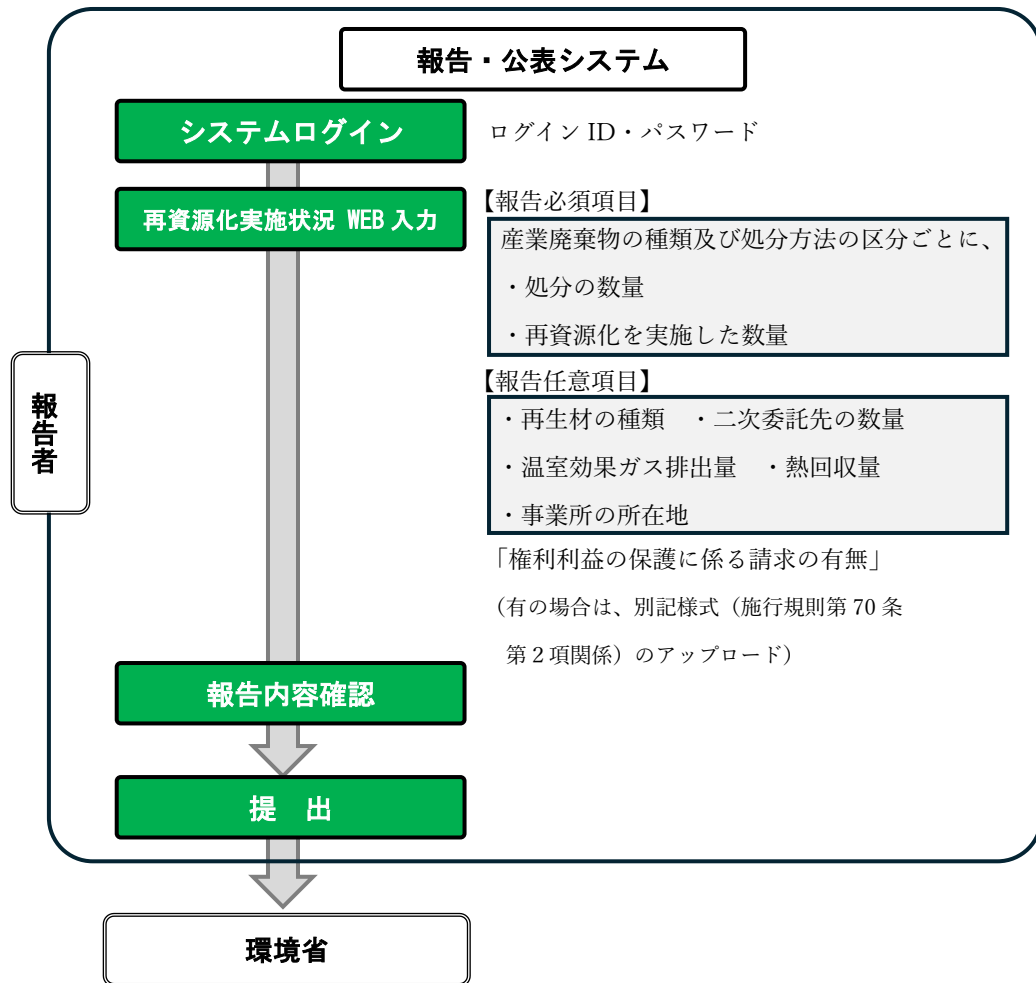 報告・公表システム
システムログイン
ログイン ID・パスワード
再資源化実施状況 WEB 入力
【報告必須項目】
産業廃棄物の種類及び処分方法の区分ごとに、
・処分の数量
・再資源化を実施した数量
報告者
【報告任意項目】
・再生材の種類　・二次委託先の数量
・温室効果ガス排出量　・熱回収量
・事業所の所在地
「権利利益の保護に係る請求の有無」
（有の場合は、別記様式（施行規則第 70 条
第２項関係）のアップロード）
報告内容確認
提　出
環境省